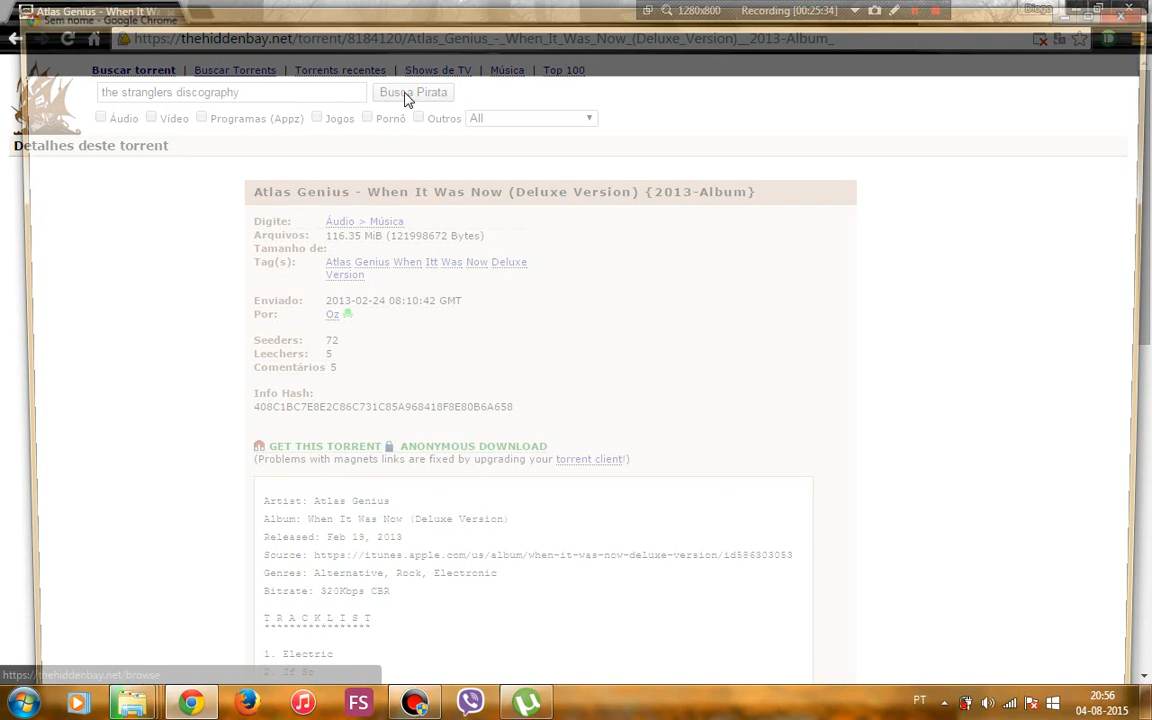 Atlas Genius - When It W
Sem nome - Google Chrome
1280x800
Recording [00:25:34]
Diogo
https://thehiddenbay.net/torrent/8184120/Atlas_Genius_-_When_It_Was_Now_(Deluxe_Version)__2013-Album_
Buscar torrent | Buscar Torrents | Torrents recentes | Shows de TV | Música | Top 100
the stranglers discography
Busca Pirata
Áudio Vídeo Programas (Appz) Jogos Pornô Outros All
Detalhes deste torrent
Atlas Genius - When It Was Now (Deluxe Version) {2013-Album}
Digite: Áudio > Música
Arquivos: 116.35 MiB (121998672 Bytes)
Tamanho de:
Tag(s): Atlas Genius When Itt Was Now Deluxe
Version
Enviado: 2013-02-24 08:10:42 GMT
Por: Oz
Seeders: 72
Leechers: 5
Comentários 5
Info Hash:
408C1BC7E8E2C86C731C85A968418F8E80B6A658
GET THIS TORRENT ANONYMOUS DOWNLOAD
(Problems with magnets links are fixed by upgrading your torrent client!)
Artist: Atlas Genius
Album: When It Was Now (Deluxe Version)
Released: Feb 19, 2013
Source: https://itunes.apple.com/us/album/when-it-was-now-deluxe-version/id586303053
Genres: Alternative, Rock, Electronic
Bitrate: 320Kbps CBR
T R A C K L I S T
*****************
1. Electric
2. If So
https://thehiddenbay.net/browse
FS
PT
20:56
04-08-2015